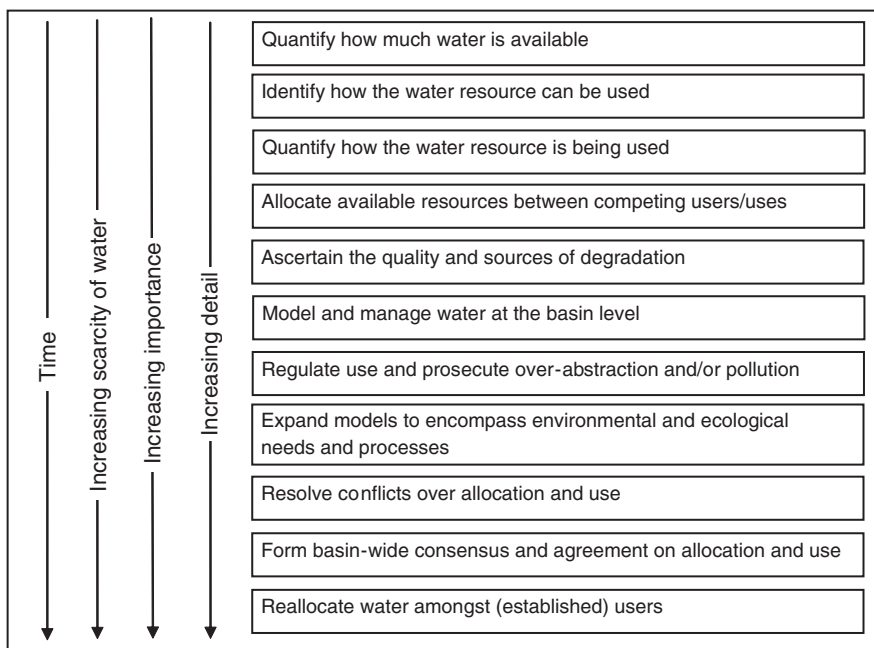 Time
Increasing scarcity of water
Increasing importance
Increasing detail
Quantify how much water is available
Identify how the water resource can be used
Quantify how the water resource is being used
Allocate available resources between competing users/uses
Ascertain the quality and sources of degradation
Model and manage water at the basin level
Regulate use and prosecute over-abstraction and/or pollution
Expand models to encompass environmental and ecological
needs and processes
Resolve conflicts over allocation and use
Form basin-wide consensus and agreement on allocation and use
Reallocate water amongst (established) users